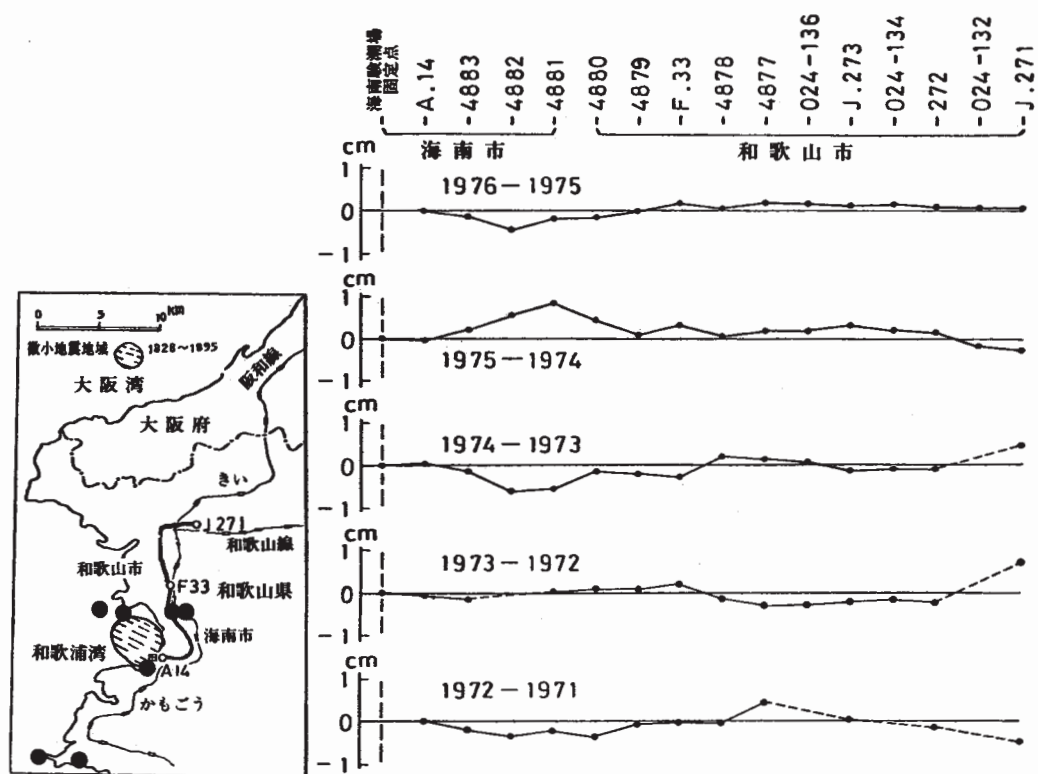 海南験潮場
固定点
A.14
4883
4882
4881
4880
4879
F.33
4878
4877
024-136
J.273
024-134
272
024-132
J.271
海南市
和歌山市
cm
1
0
-1
1976-1975
cm
1
0
-1
1975-1974
cm
1
0
-1
1974-1973
cm
1
0
-1
1973-1972
cm
1
0
-1
1972-1971
0 5 10 Km
微小地震地域 1828~1895
大阪湾
阪和線
大阪府
きい
J271
和歌山線
和歌山市
F33 和歌山県
海南市
和歌浦湾
A14
かもごう